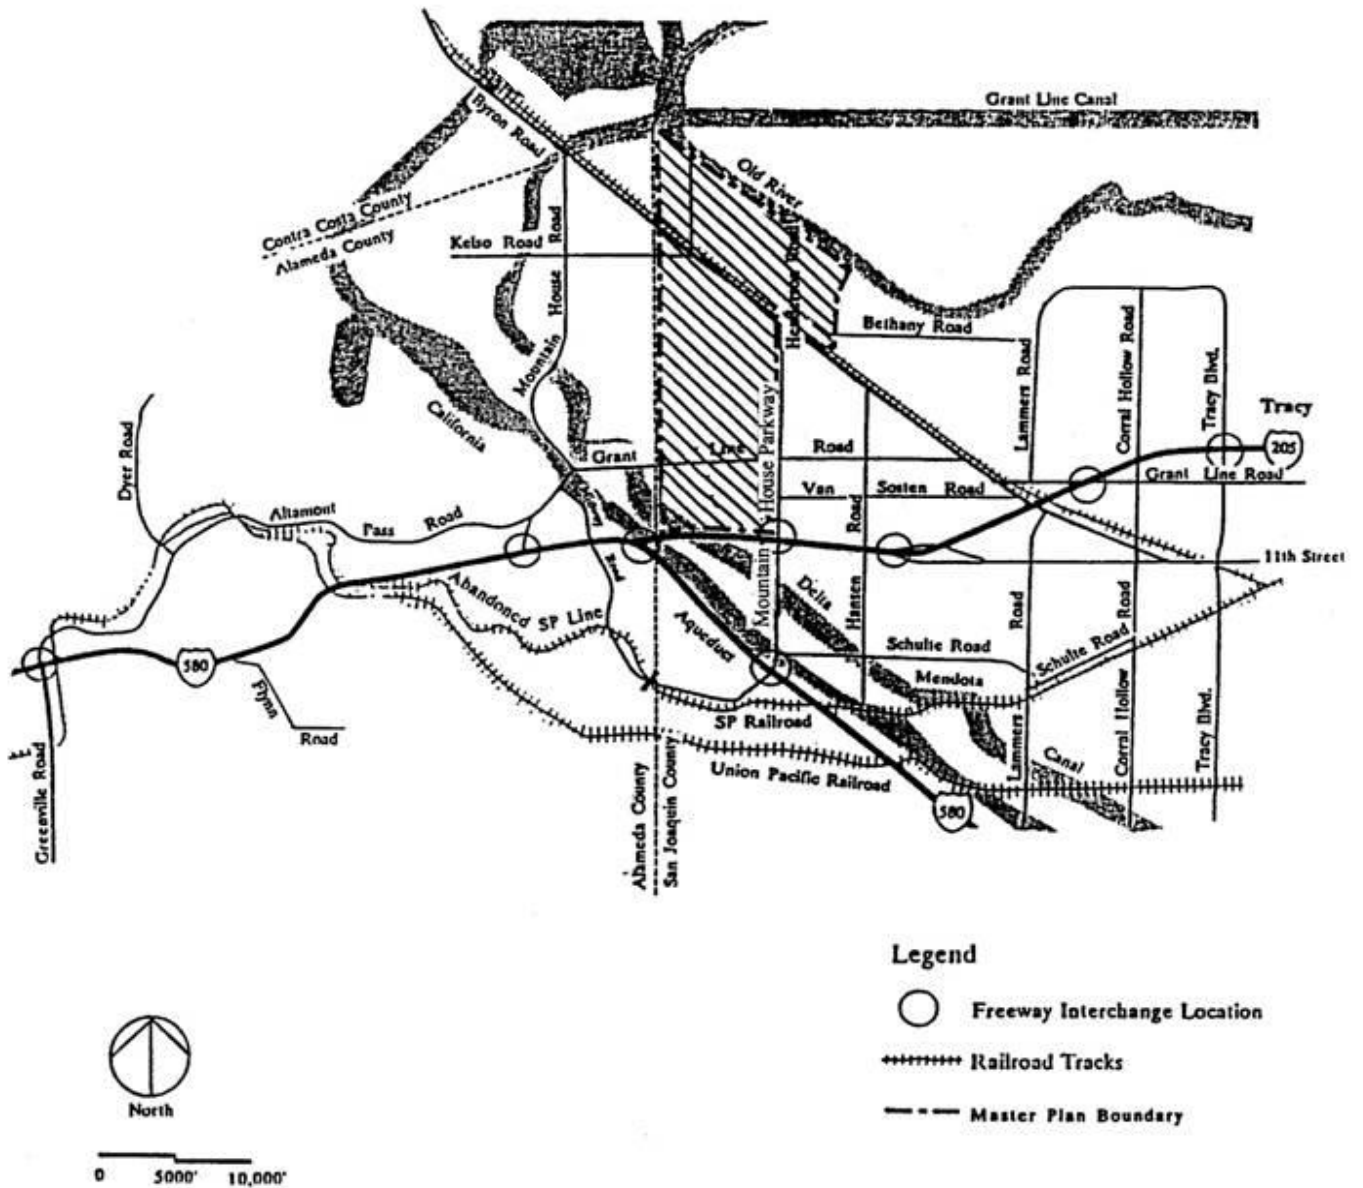 Grant Line Canal
Byron Road
Old River
Contra Costa County
Alameda County
Kelso Road
Mountain House Road
Henderson Road
Bethany Road
Lammers Road
Corral Hollow Road
Tracy Blvd.
Tracy
205
California
Dyer Road
Grant Line Road
Mountain House Parkway
Grant Line Road
Van Sosten Road
Altamont Pass Road
Hansen Road
11th Street
Abandoned SP Line
Road
Aqueduct
Delta
Schulte Road
Schulte Road
Mendota
580
Flynn Road
SP Railroad
Union Pacific Railroad
Canal
580
Lammers Road
Corral Hollow Road
Tracy Blvd.
Greenville Road
Alameda County
San Joaquin County
Legend
Freeway Interchange Location
Railroad Tracks
Master Plan Boundary
North
0 5000' 10,000'